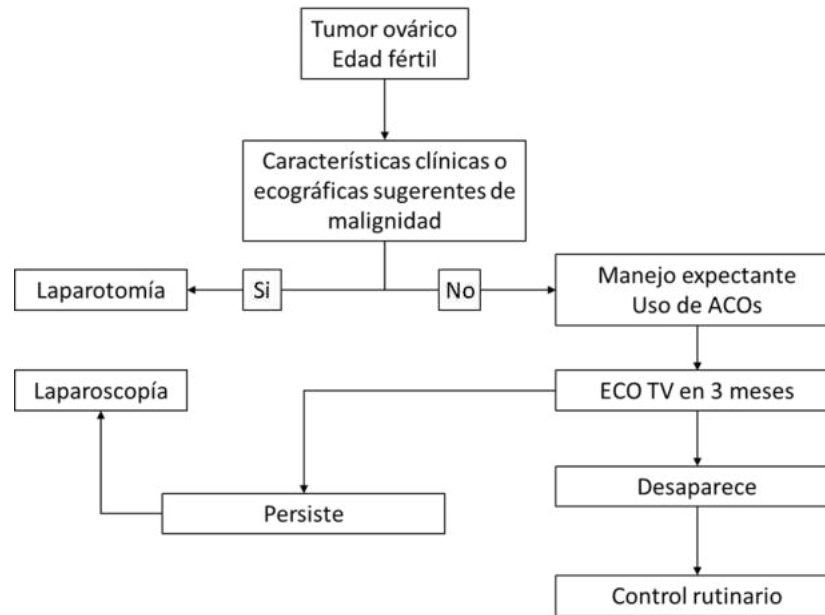 Tumor ovárico
Edad fértil
Características clínicas o
ecográficas sugerentes de
malignidad
Laparotomía
Si
No
Manejo expectante
Uso de ACOs
Laparoscopía
ECO TV en 3 meses
Desaparece
Persiste
Control rutinario